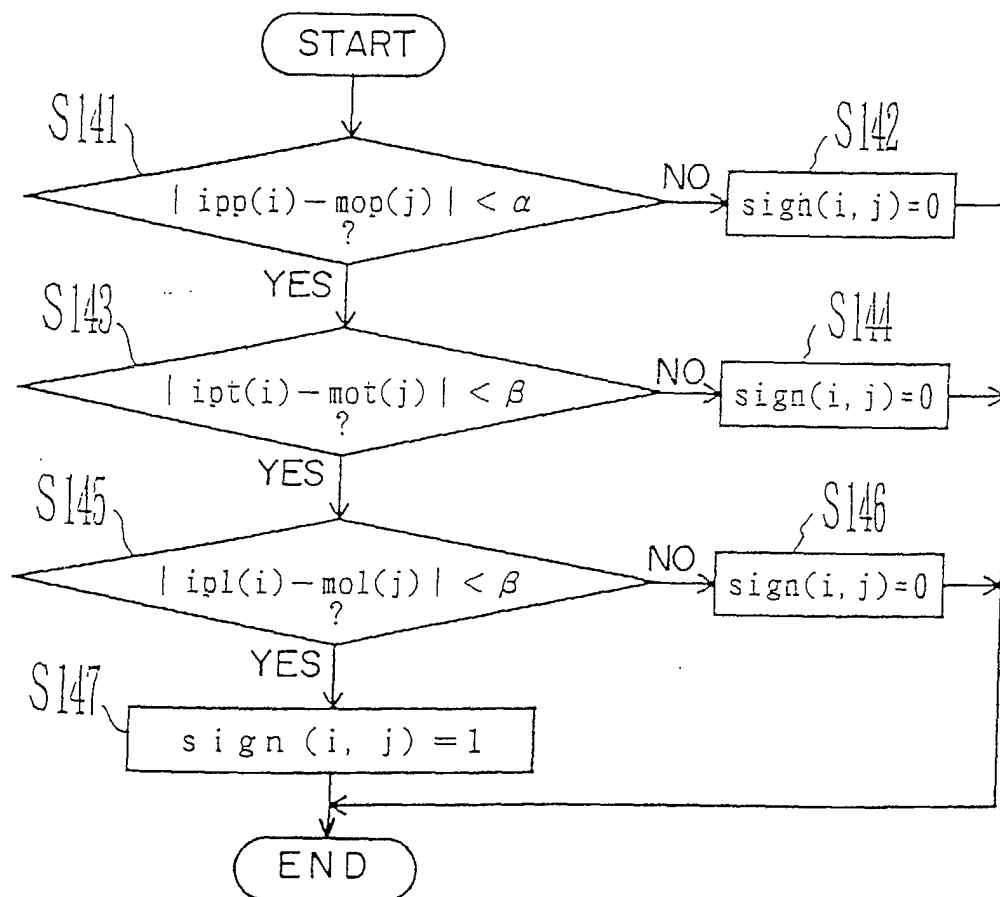 START
S141
| ipp(i)－mop(j) | < α
?
NO
S142
sign(i, j)=0
YES
S143
| ipt(i)－mot(j) | < β
?
NO
S144
sign(i, j)=0
YES
S145
| ipl(i)－mol(j) | < β
?
NO
S146
sign(i, j)=0
YES
S147
sign (i, j) =1
END